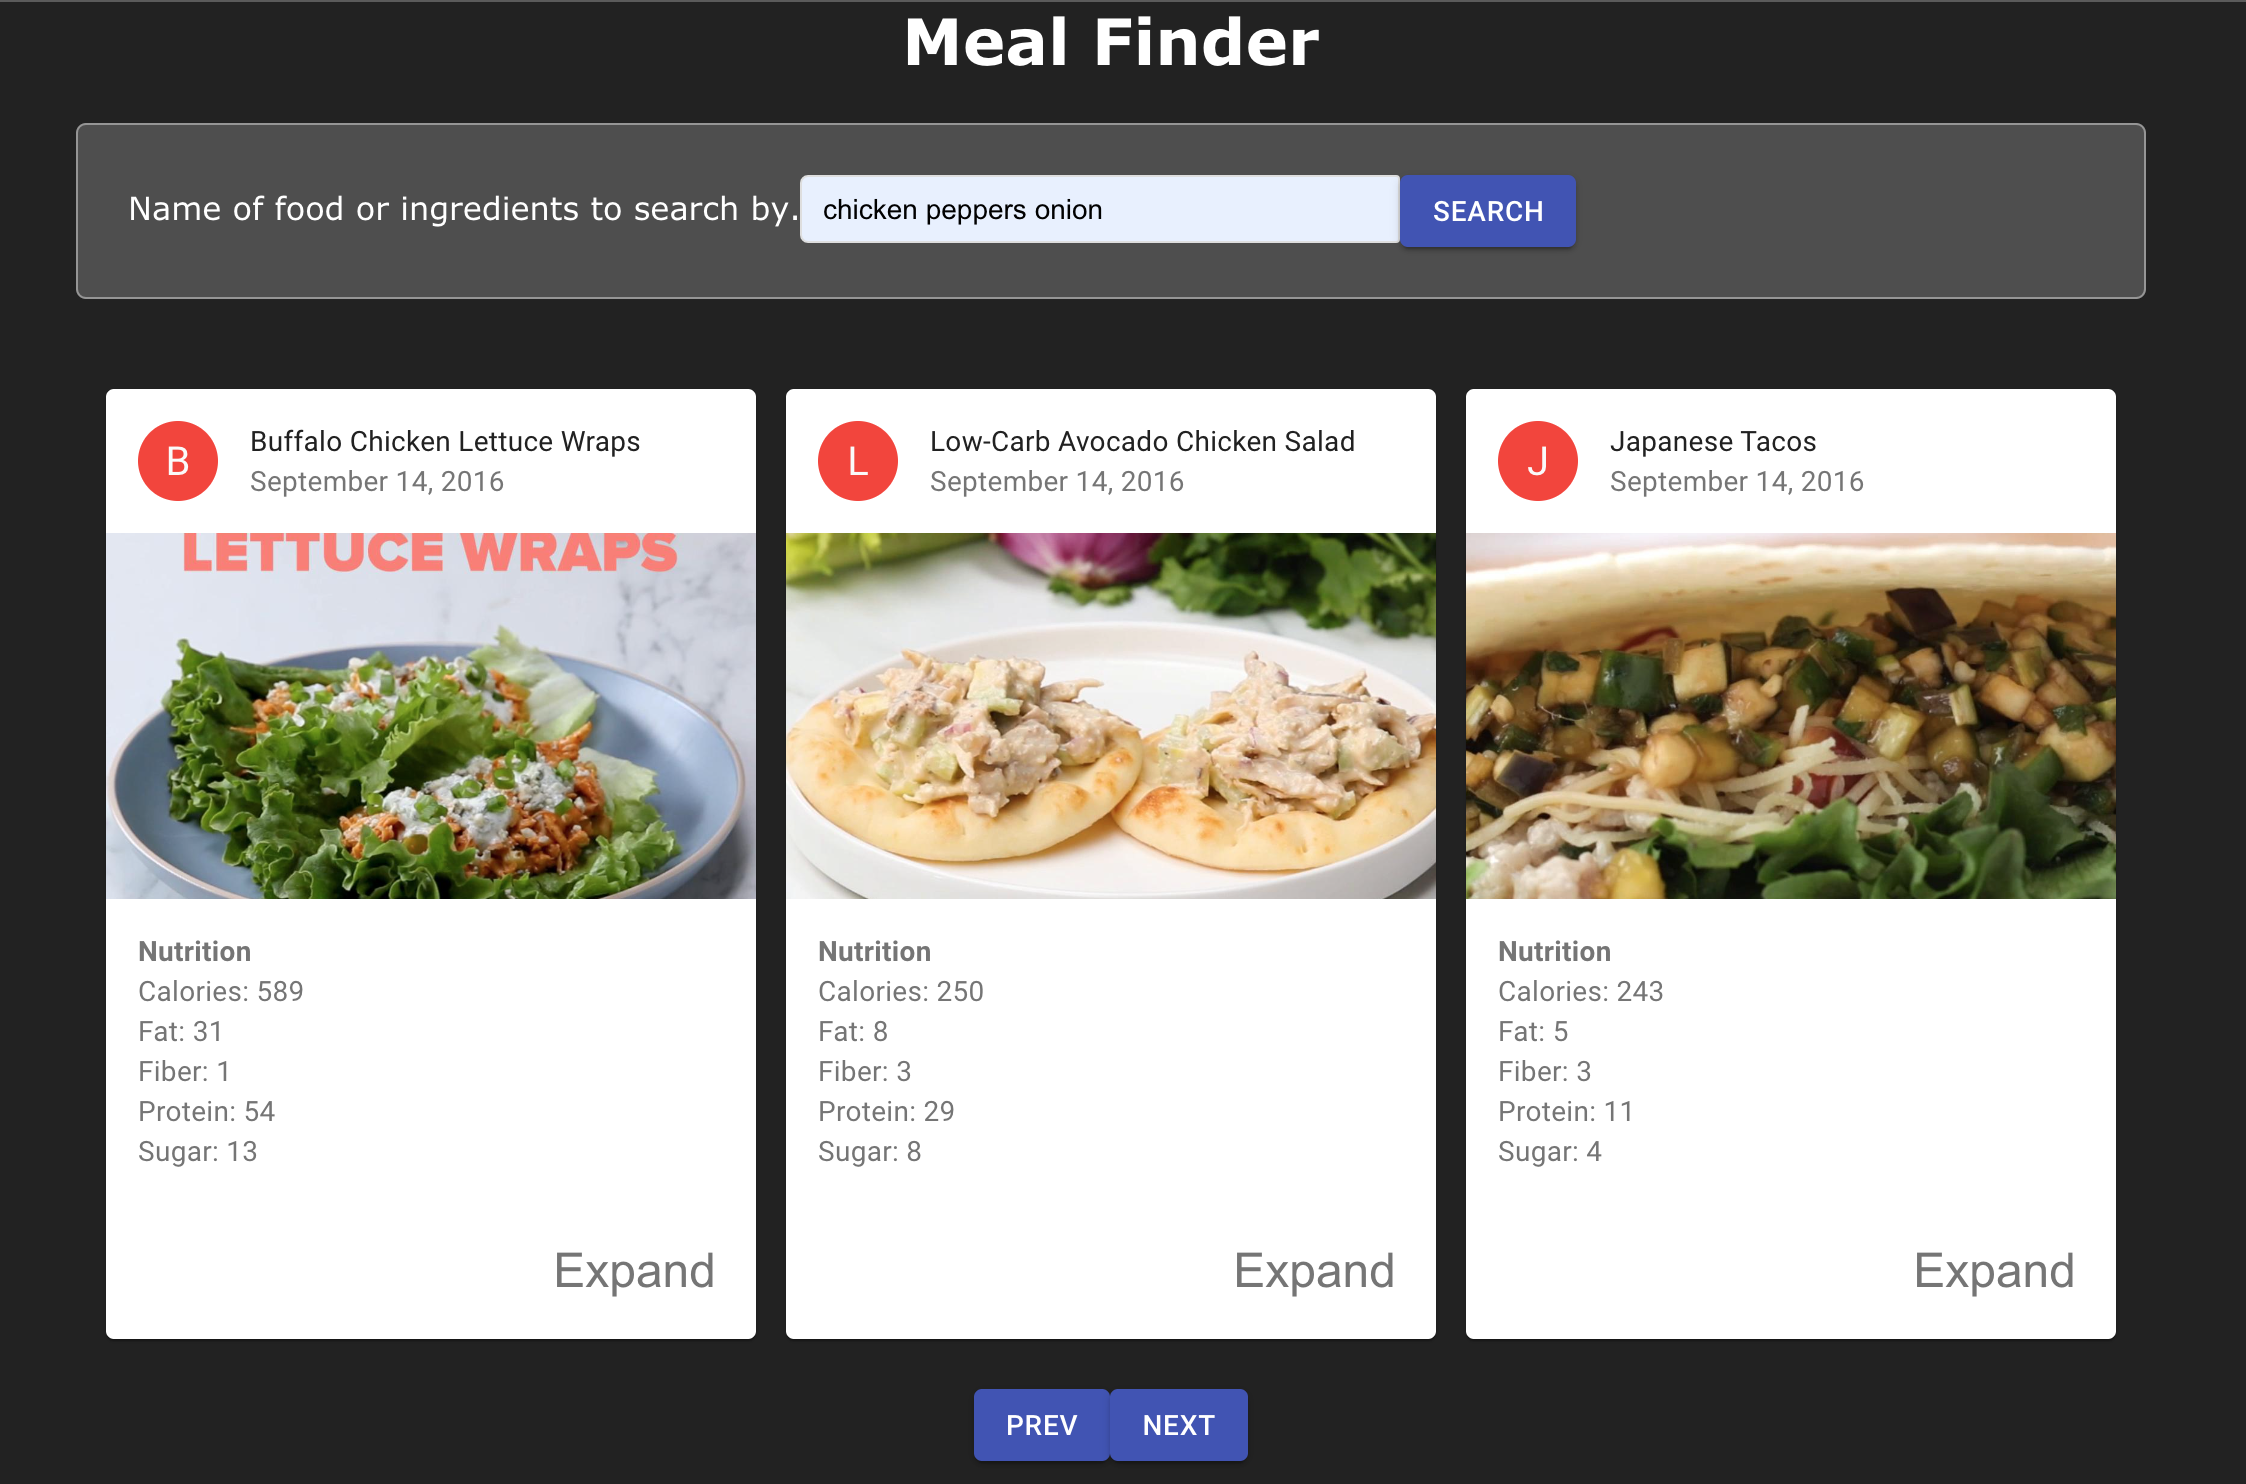 Meal Finder
Name of food or ingredients to search by.
chicken peppers onion
SEARCH
B
Buffalo Chicken Lettuce Wraps
September 14, 2016
LETTUCE WRAPS
Nutrition
Calories: 589
Fat: 31
Fiber: 1
Protein: 54
Sugar: 13
Expand
L
Low-Carb Avocado Chicken Salad
September 14, 2016
Nutrition
Calories: 250
Fat: 8
Fiber: 3
Protein: 29
Sugar: 8
Expand
J
Japanese Tacos
September 14, 2016
Nutrition
Calories: 243
Fat: 5
Fiber: 3
Protein: 11
Sugar: 4
Expand
PREV
NEXT